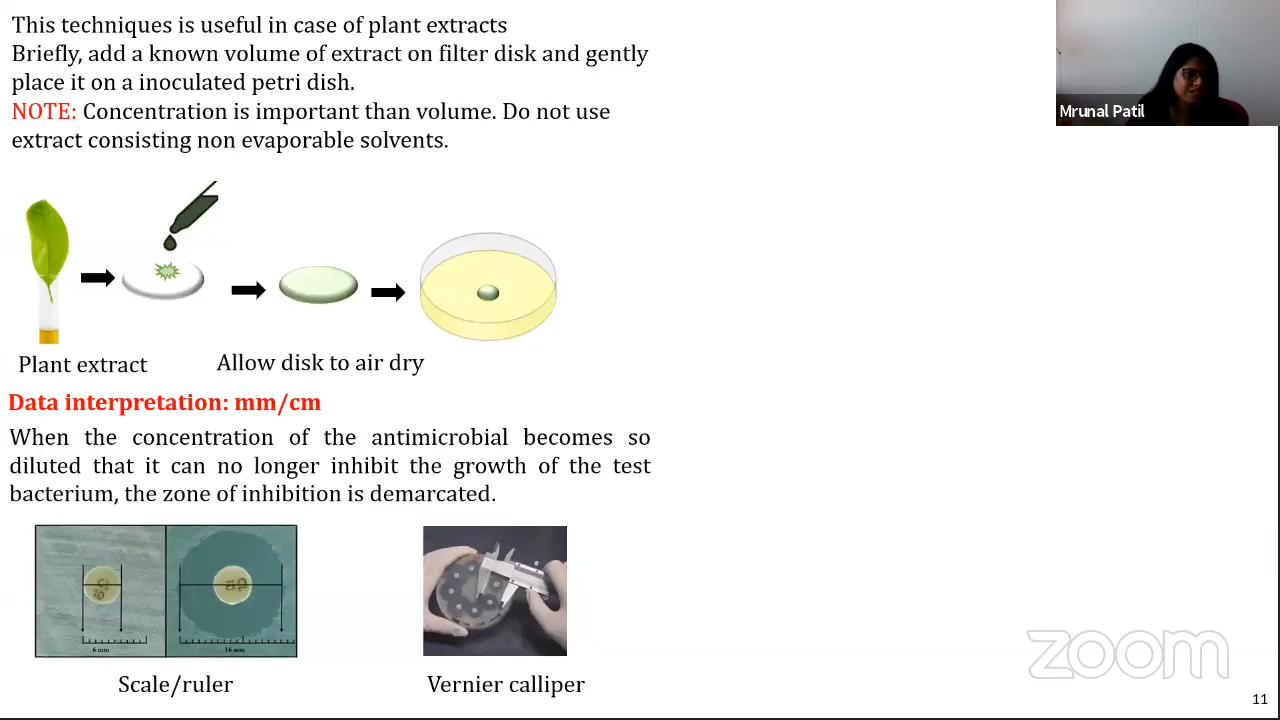 This techniques is useful in case of plant extracts
Briefly, add a known volume of extract on filter disk and gently
place it on a inoculated petri dish.
NOTE: Concentration is important than volume. Do not use
extract consisting non evaporable solvents.
Mrunal Patil
Plant extract
Allow disk to air dry
Data interpretation: mm/cm
When the concentration of the antimicrobial becomes so
diluted that it can no longer inhibit the growth of the test
bacterium, the zone of inhibition is demarcated.
6 mm
16 mm
Scale/ruler
Vernier calliper
zoom
11